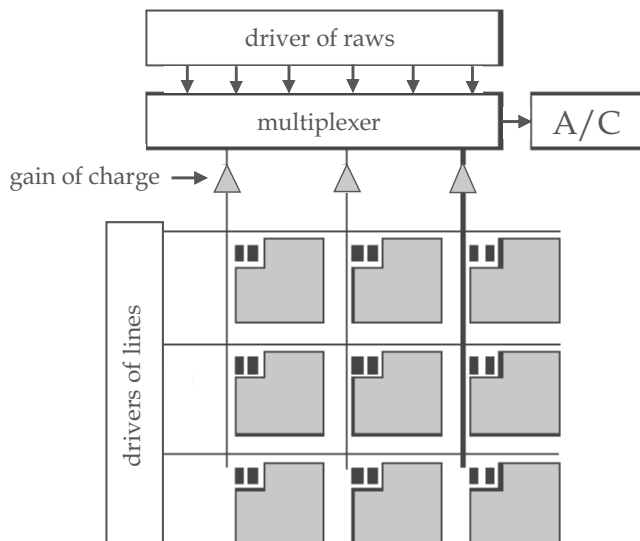 driver of raws
multiplexer
A/C
gain of charge
drivers of lines